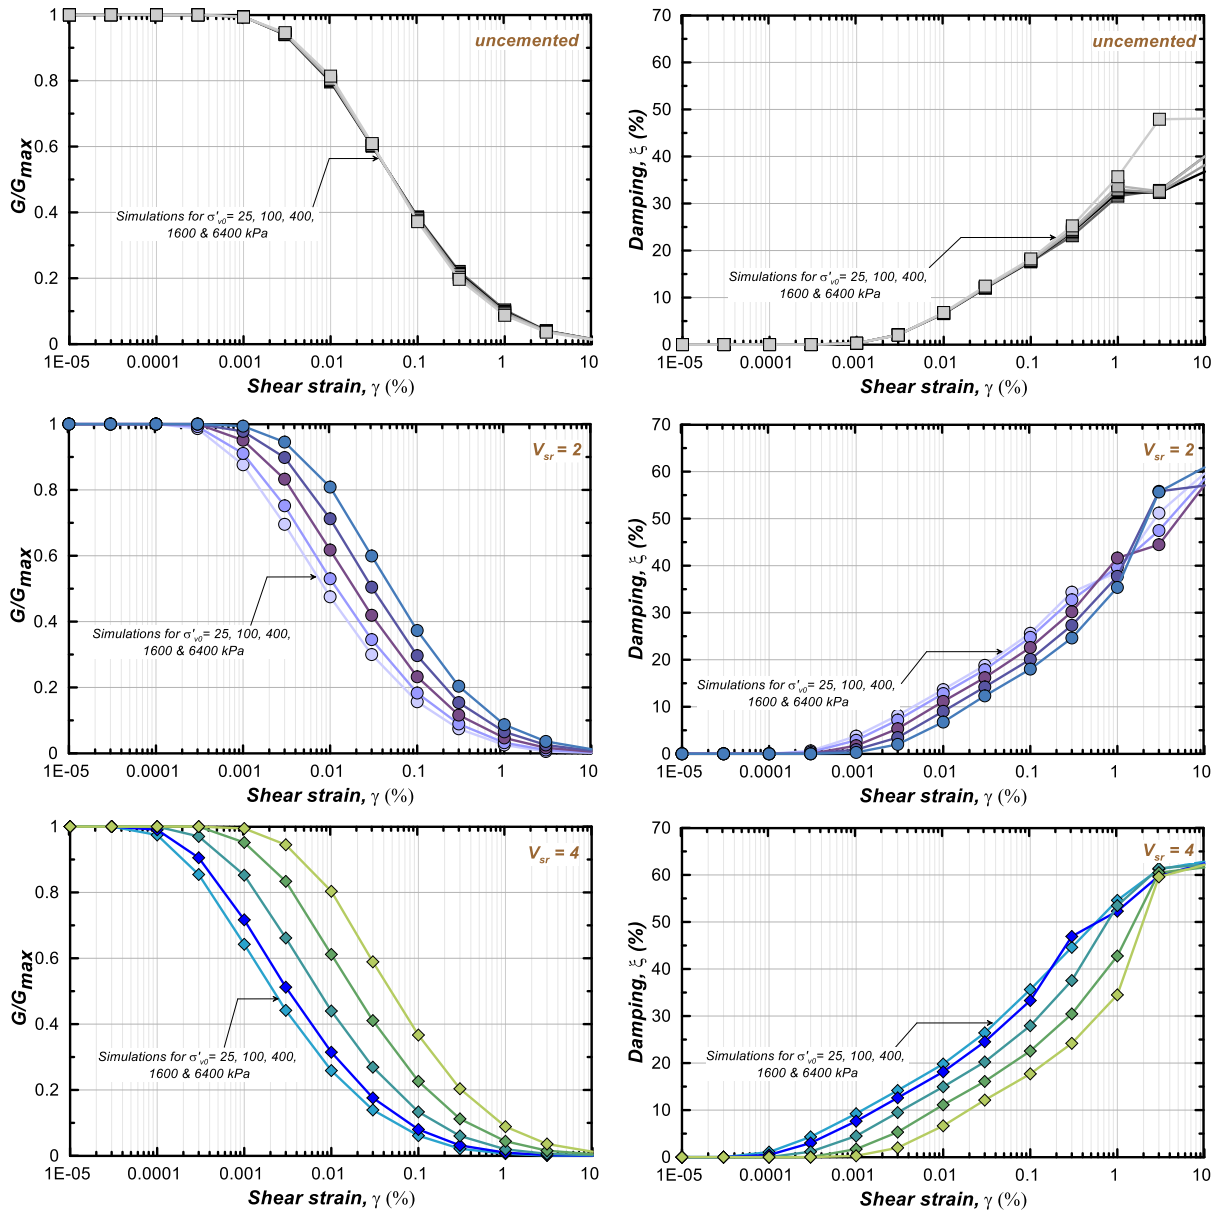 1
0.8
0.6
0.4
0.2
0
G/Gmax
uncemented
Simulations for σ'v0= 25, 100, 400,
1600 & 6400 kPa
1E-05 0.0001 0.001 0.01 0.1 1 10
Shear strain, γ (%)
70
60
50
40
30
20
10
0
Damping, ξ (%)
uncemented
Simulations for σ'v0= 25, 100, 400,
1600 & 6400 kPa
1E-05 0.0001 0.001 0.01 0.1 1 10
Shear strain, γ (%)
1
0.8
0.6
0.4
0.2
0
G/Gmax
Vsr = 2
Simulations for σ'v0= 25, 100, 400,
1600 & 6400 kPa
1E-05 0.0001 0.001 0.01 0.1 1 10
Shear strain, γ (%)
70
60
50
40
30
20
10
0
Damping, ξ (%)
Vsr = 2
Simulations for σ'v0= 25, 100, 400,
1600 & 6400 kPa
1E-05 0.0001 0.001 0.01 0.1 1 10
Shear strain, γ (%)
1
0.8
0.6
0.4
0.2
0
G/Gmax
Vsr = 4
Simulations for σ'v0= 25, 100, 400,
1600 & 6400 kPa
1E-05 0.0001 0.001 0.01 0.1 1 10
Shear strain, γ (%)
70
60
50
40
30
20
10
0
Damping, ξ (%)
Vsr = 4
Simulations for σ'v0= 25, 100, 400,
1600 & 6400 kPa
1E-05 0.0001 0.001 0.01 0.1 1 10
Shear strain, γ (%)